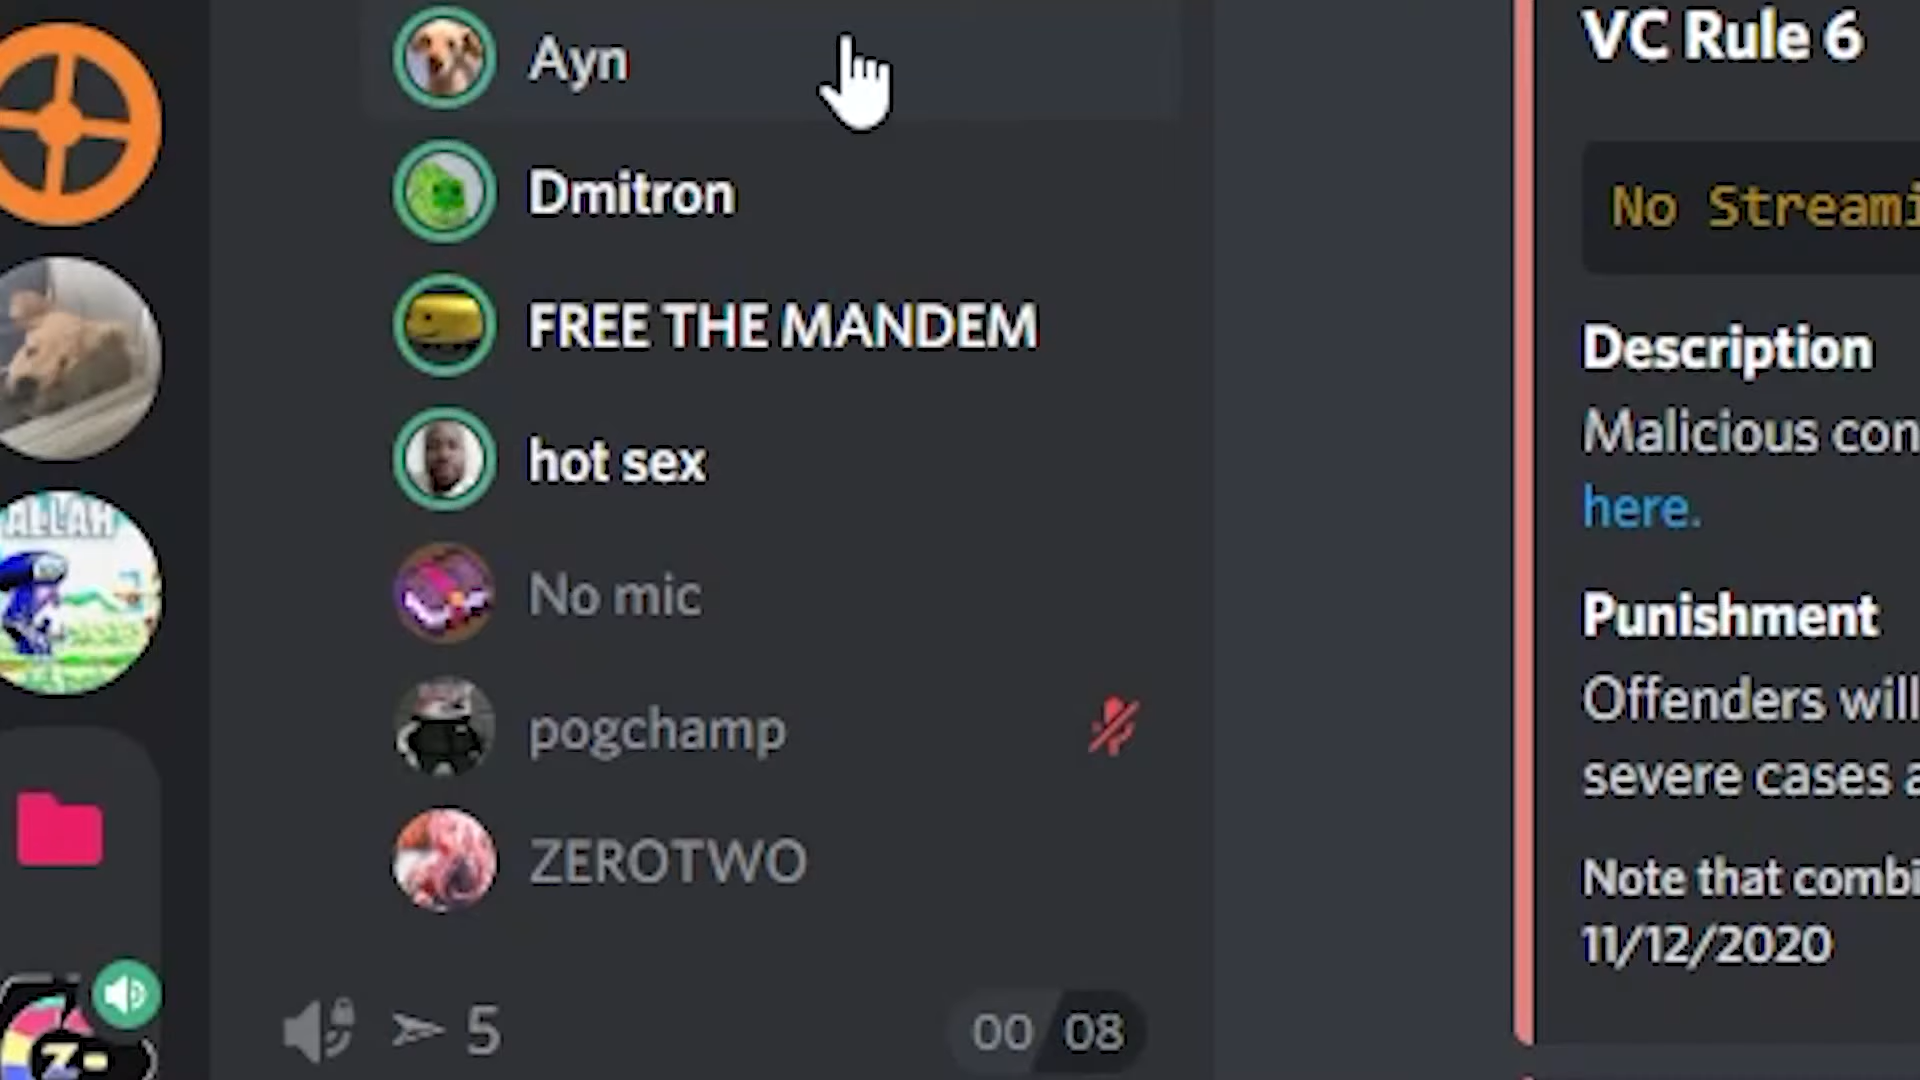 Ayn
Dmitron
FREE THE MANDEM
hot sex
No mic
pogchamp
ZEROTWO
5
00 08
ALLAH
Z-
VC Rule 6
No Streami
Description
Malicious con
here.
Punishment
Offenders will
severe cases a
Note that combi
11/12/2020